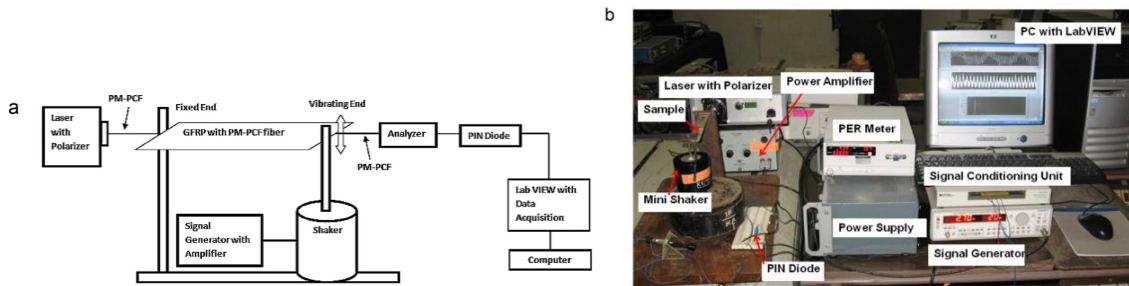 a
Laser
with
Polarizer
PM-PCF
Fixed End
GFRP with PM-PCF fiber
Vibrating End
Analyzer
PIN Diode
PM-PCF
Lab VIEW with
Data
Acquisition
Computer
Signal
Generator with
Amplifier
Shaker
b
PC with LabVIEW
Power Amplifier
Laser with Polarizer
Sample
PER Meter
Mini Shaker
Signal Conditioning Unit
Power Supply
PIN Diode
Signal Generator